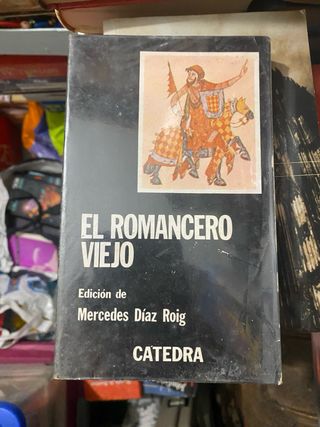 EL ROMANCERO
VIEJO
Edición de
Mercedes Díaz Roig
CATEDRA